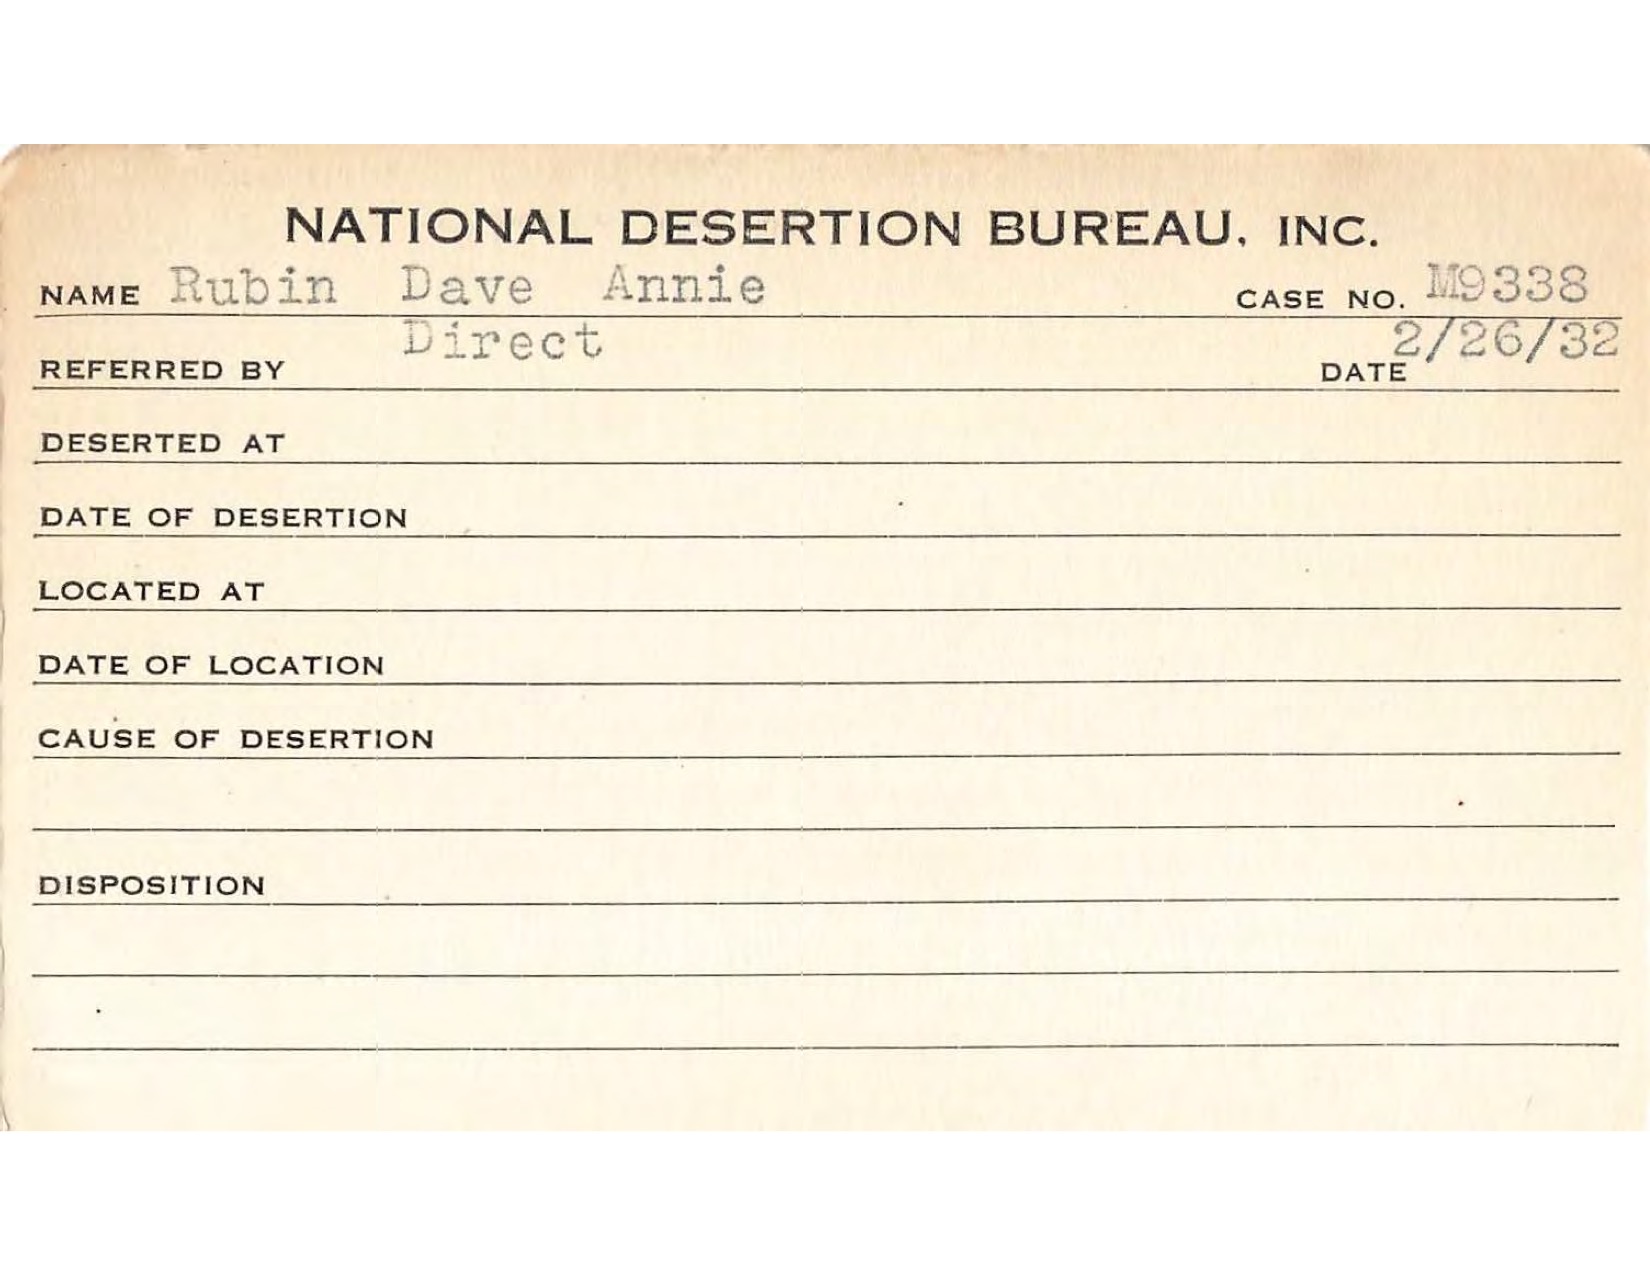 NATIONAL DESERTION BUREAU, INC.
NAME Rubin Dave Annie CASE NO. M9338
REFERRED BY Direct DATE 2/26/32
DESERTED AT
DATE OF DESERTION
LOCATED AT
DATE OF LOCATION
CAUSE OF DESERTION
DISPOSITION